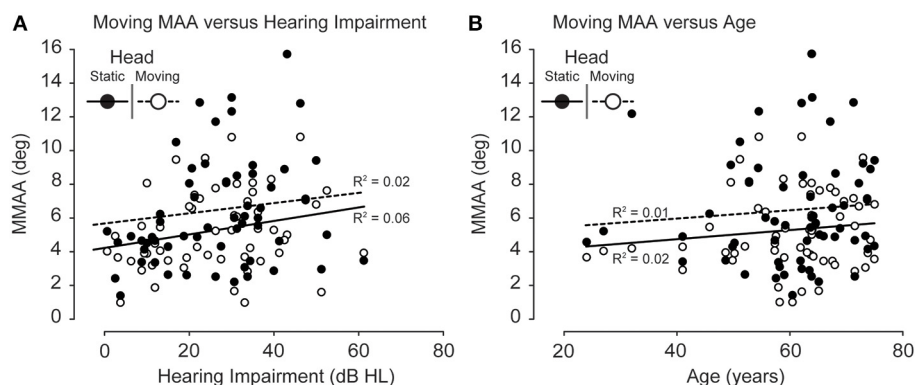 A Moving MAA versus Hearing Impairment
16
14
12
10
8
6
4
2
0
MMAA (deg)
Head
Static Moving
R² = 0.02
R² = 0.06
0 20 40 60 80
Hearing Impairment (dB HL)
B Moving MAA versus Age
16
14
12
10
8
6
4
2
0
MMAA (deg)
Head
Static Moving
R² = 0.01
R² = 0.02
20 40 60 80
Age (years)